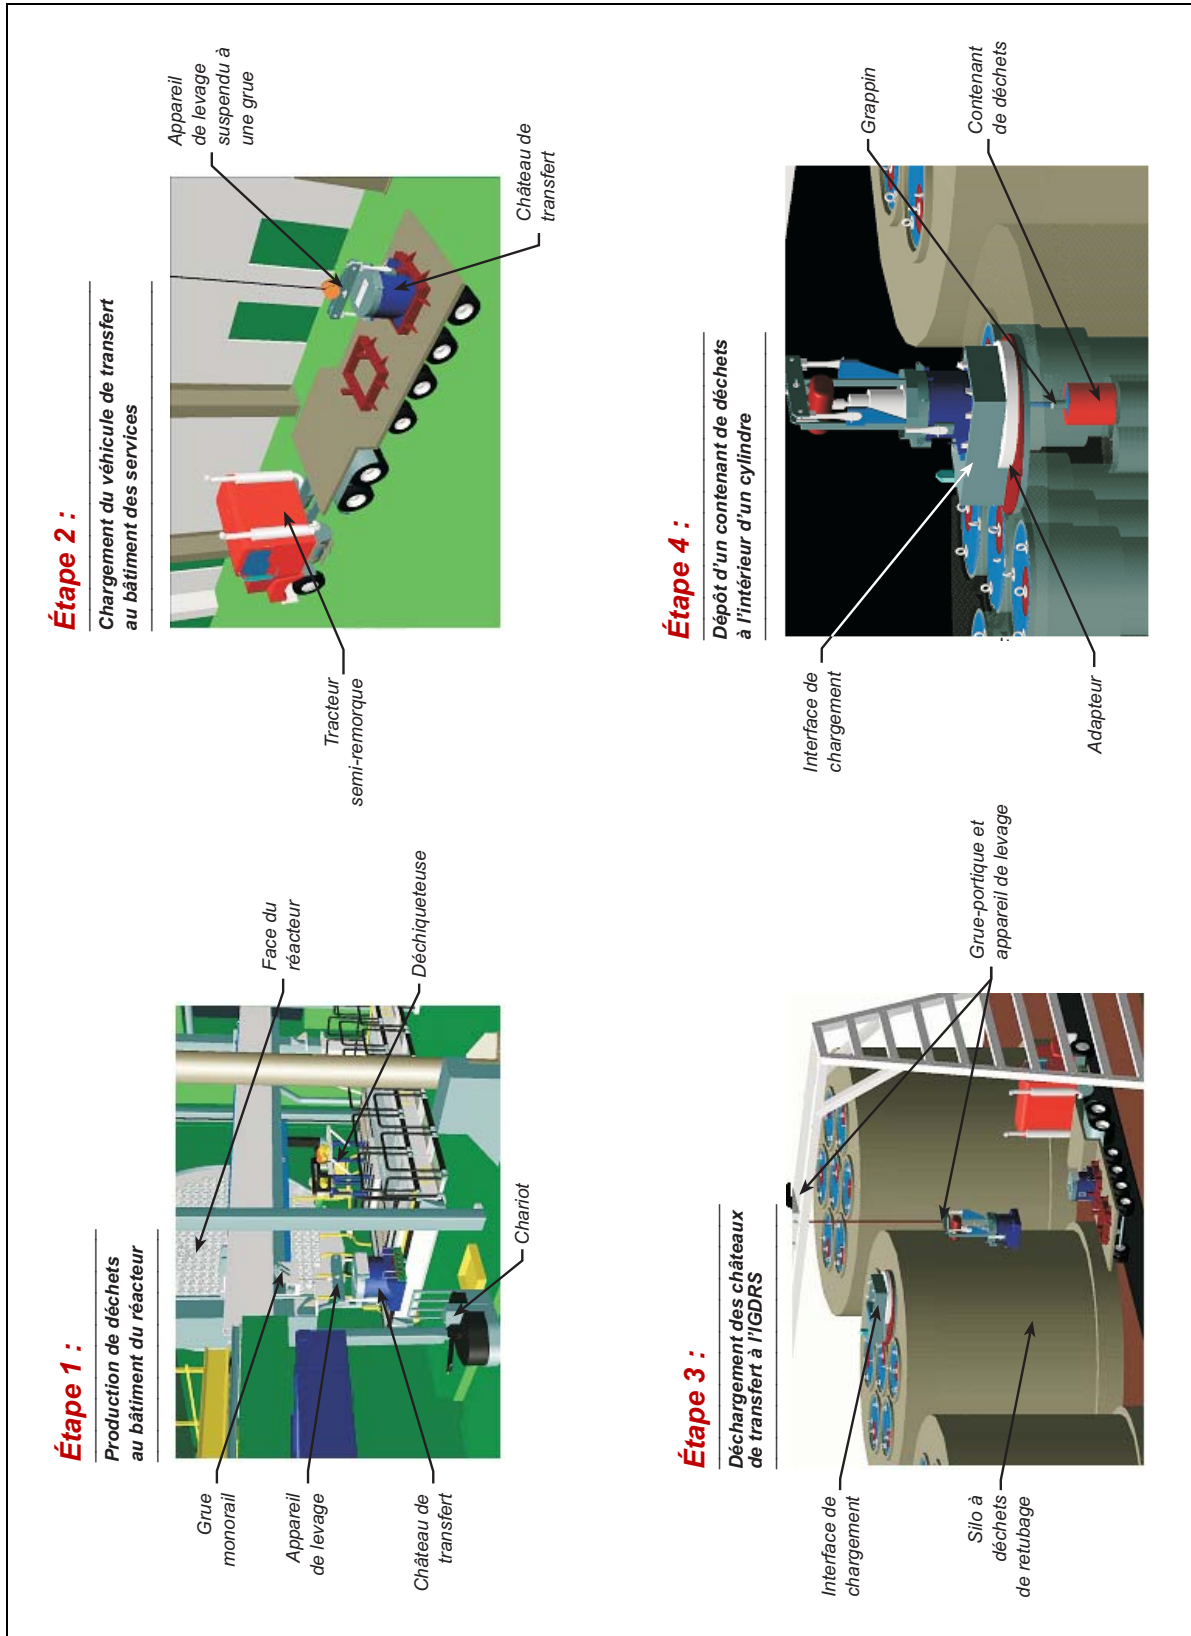 Étape 1 :
Production de déchets
au bâtiment du réacteur
Grue
monorail
Appareil
de levage
Château de
transfert
Face du
réacteur
Déchiqueteuse
Chariot
Étape 2 :
Chargement du véhicule de transfert
au bâtiment des services
Tracteur
semi-remorque
Appareil
de levage
suspendu à
une grue
Château de
transfert
Étape 3 :
Déchargement des châteaux
de transfert à l'IGDRS
Interface de
chargement
Silo à
déchets
de retubage
Grue-portique et
appareil de levage
Étape 4 :
Dépôt d'un contenant de déchets
à l'intérieur d'un cylindre
Interface de
chargement
Adapteur
Grappin
Contenant
de déchets